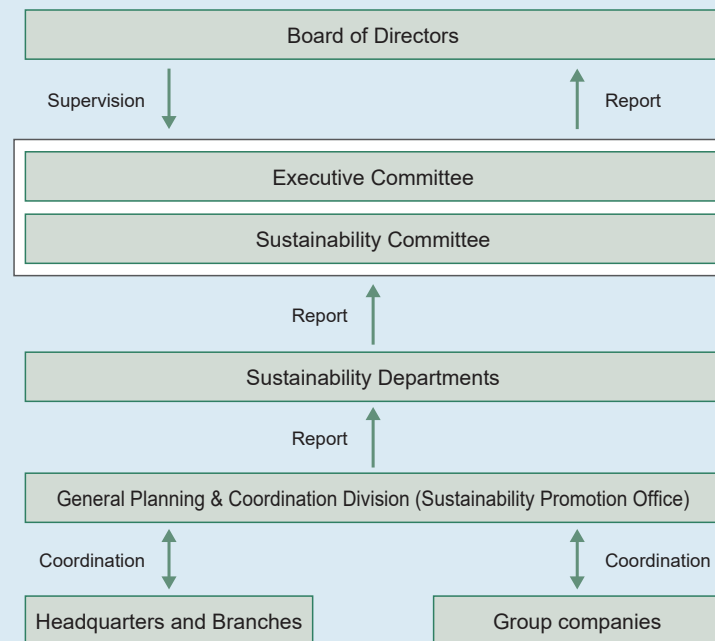 Board of Directors
Supervision
Report
Executive Committee
Sustainability Committee
Report
Sustainability Departments
Report
General Planning & Coordination Division (Sustainability Promotion Office)
Coordination
Coordination
Headquarters and Branches
Group companies